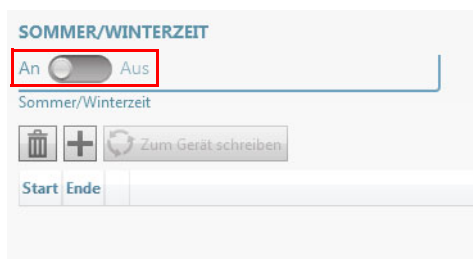 SOMMER/WINTERZEIT
An Aus
Sommer/Winterzeit
Zum Gerät schreiben
Start Ende